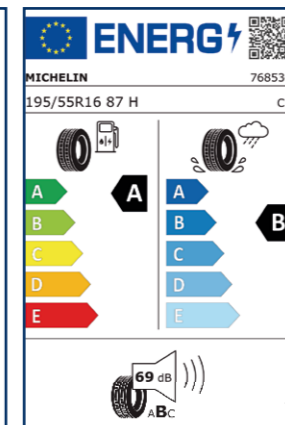 ENERG
MICHELIN 76853
195/55R16 87 H C
A A A
B B B
C C
D D
E E
69 dB
ABC